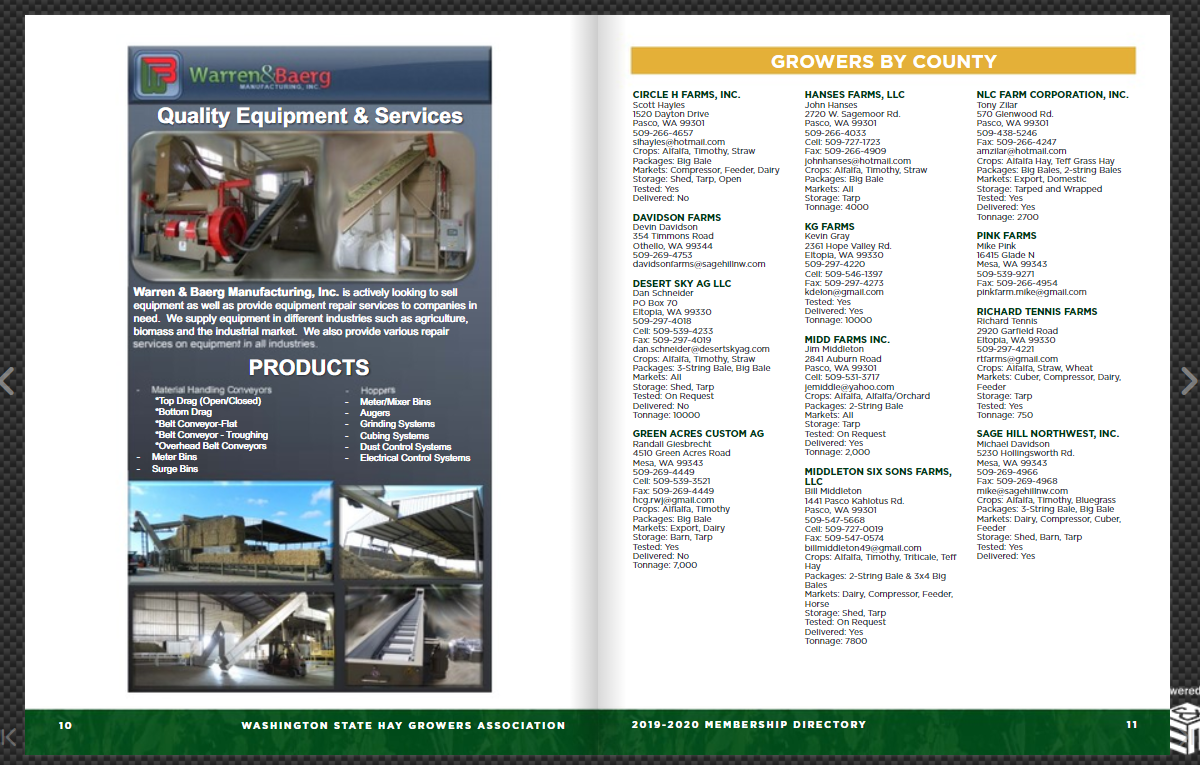 Warren&Baerg
MANUFACTURING, INC.
Quality Equipment & Services
Warren & Baerg Manufacturing, Inc. is actively looking to sell
equipment as well as provide equipment repair services to companies in
need. We supply equipment in different industries such as agriculture,
biomass and the industrial market. We also provide various repair
services on equipment in all industries.
PRODUCTS
- Material Handling Conveyors
*Top Drag (Open/Closed)
*Bottom Drag
*Belt Conveyor-Flat
*Belt Conveyor - Troughing
*Overhead Belt Conveyors
- Meter Bins
- Surge Bins
- Hoppers
- Meter/Mixer Bins
- Augers
- Grinding Systems
- Cubing Systems
- Dust Control Systems
- Electrical Control Systems
10
WASHINGTON STATE HAY GROWERS ASSOCIATION
GROWERS BY COUNTY
CIRCLE H FARMS, INC.
Scott Hayles
1520 Dayton Drive
Pasco, WA 99301
509-266-4657
slhayles@hotmail.com
Crops: Alfalfa, Timothy, Straw
Packages: Big Bale
Markets: Compressor, Feeder, Dairy
Storage: Shed, Tarp, Open
Tested: Yes
Delivered: No
DAVIDSON FARMS
Devin Davidson
354 Timmons Road
Othello, WA 99344
509-269-4753
davidsonfarms@sagehillnw.com
DESERT SKY AG LLC
Dan Schneider
PO Box 70
Eltopia, WA 99330
509-297-4018
Cell: 509-539-4233
Fax: 509-297-4019
dan.schneider@desertskyag.com
Crops: Alfalfa, Timothy, Straw
Packages: 3-String Bale, Big Bale
Markets: All
Storage: Shed, Tarp
Tested: On Request
Delivered: No
Tonnage: 10000
GREEN ACRES CUSTOM AG
Randall Giesbrecht
4510 Green Acres Road
Mesa, WA 99343
509-269-4449
Cell: 509-539-3521
Fax: 509-269-4449
hcg.rwj@gmail.com
Crops: Alflalfa, Timothy
Packages: Big Bale
Markets: Export, Dairy
Storage: Barn, Tarp
Tested: Yes
Delivered: No
Tonnage: 7,000
HANSES FARMS, LLC
John Hanses
2720 W. Sagemoor Rd.
Pasco, WA 99301
509-266-4033
Cell: 509-727-1723
Fax: 509-266-4909
johnhanses@hotmail.com
Crops: Alfalfa, Timothy, Straw
Packages: Big Bale
Markets: All
Storage: Tarp
Tonnage: 4000
KG FARMS
Kevin Gray
2361 Hope Valley Rd.
Eltopia, WA 99330
509-297-4220
Cell: 509-546-1397
Fax: 509-297-4273
kdelon@gmail.com
Tested: Yes
Delivered: Yes
Tonnage: 10000
MIDD FARMS INC.
Jim Middleton
2841 Auburn Road
Pasco, WA 99301
Cell: 509-531-3717
jemiddle@yahoo.com
Crops: Alfalfa, Alfalfa/Orchard
Packages: 2-String Bale
Markets: All
Storage: Tarp
Tested: On Request
Delivered: Yes
Tonnage: 2,000
MIDDLETON SIX SONS FARMS,
LLC
Bill Middleton
1441 Pasco Kahlotus Rd.
Pasco, WA 99301
509-547-5668
Cell: 509-727-0019
Fax: 509-547-0574
billmiddleton49@gmail.com
Crops: Alfalfa, Timothy, Triticale, Teff
Hay
Packages: 2-String Bale & 3x4 Big
Bales
Markets: Dairy, Compressor, Feeder,
Horse
Storage: Shed, Tarp
Tested: On Request
Delivered: Yes
Tonnage: 7800
NLC FARM CORPORATION, INC.
Tony Zilar
570 Glenwood Rd.
Pasco, WA 99301
509-438-5246
Fax: 509-266-4247
amzilar@hotmail.com
Crops: Alfalfa Hay, Teff Grass Hay
Packages: Big Bales, 2-string Bales
Markets: Export, Domestic
Storage: Tarped and Wrapped
Tested: Yes
Delivered: Yes
Tonnage: 2700
PINK FARMS
Mike Pink
16415 Glade N
Mesa, WA 99343
509-539-9271
Fax: 509-266-4954
pinkfarm.mike@gmail.com
RICHARD TENNIS FARMS
Richard Tennis
2920 Garfield Road
Eltopia, WA 99330
509-297-4221
rtfarms@gmail.com
Crops: Alfalfa, Straw, Wheat
Markets: Cuber, Compressor, Dairy,
Feeder
Storage: Tarp
Tested: Yes
Tonnage: 750
SAGE HILL NORTHWEST, INC.
Michael Davidson
5230 Hollingsworth Rd.
Mesa, WA 99343
509-269-4966
Fax: 509-269-4968
mike@sagehillnw.com
Crops: Alfalfa, Timothy, Bluegrass
Packages: 3-String Bale, Big Bale
Markets: Dairy, Compressor, Cuber,
Feeder
Storage: Shed, Barn, Tarp
Tested: Yes
Delivered: Yes
2019-2020 MEMBERSHIP DIRECTORY
11
wered